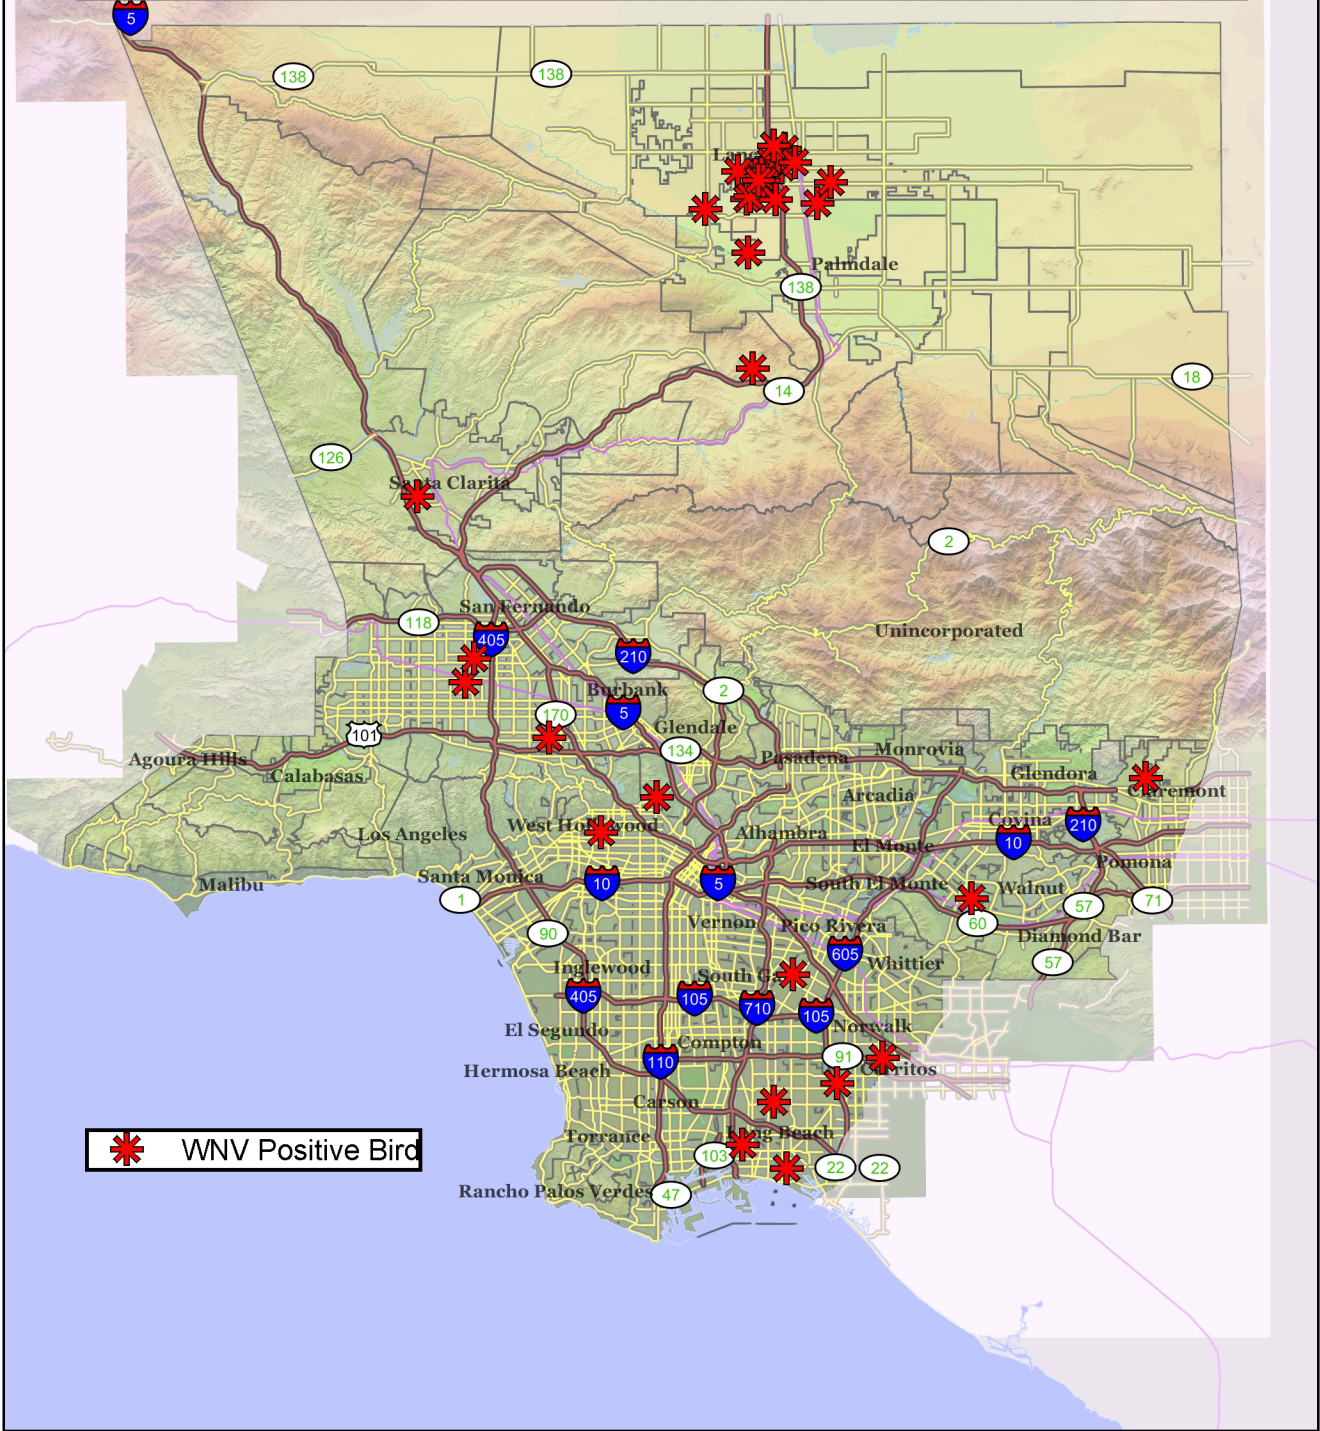 5
138
138
Lanc
Palmdale
138
18
14
126
Santa Clarita
2
San Fernando
118
405
Unincorporated
210
Burbank
2
5
170
Glendale
101
134
Agoura Hills
Pasadena
Monrovia
Calabasas
Glendora
Arcadia
Claremont
Los Angeles
West Hollywood
Alhambra
Covina
210
El Monte
10
Pomona
Malibu
Santa Monica
10
5
South El Monte
Walnut
1
57
71
Vernon
Pico Rivera
60
90
Diamond Bar
605
Whittier
57
Inglewood
South Ga
405
105
710
105
El Segundo
Norwalk
Compton
110
91
Hermosa Beach
Cerritos
Carson
Torrance
Long Beach
103
22
22
WNV Positive Bird
Rancho Palos Verdes
47